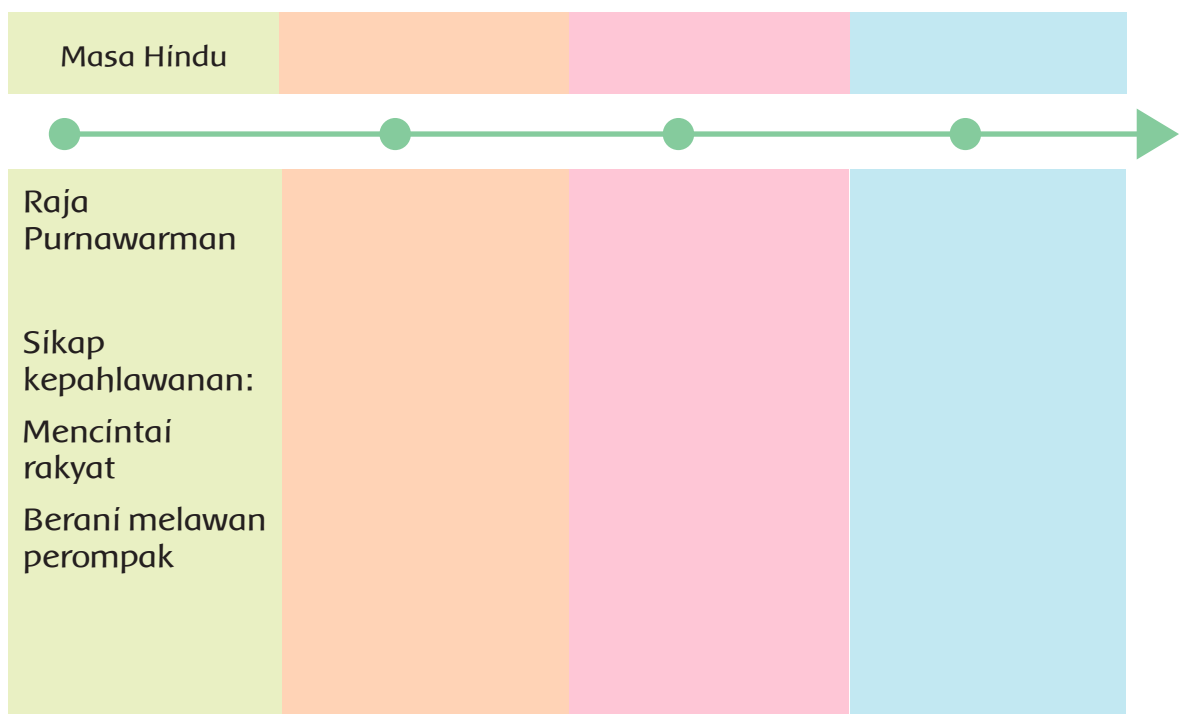 Masa Hindu
Raja
Purnawarman
Sikap
kepahlawanan:
Mencintai
rakyat
Berani melawan
perompak